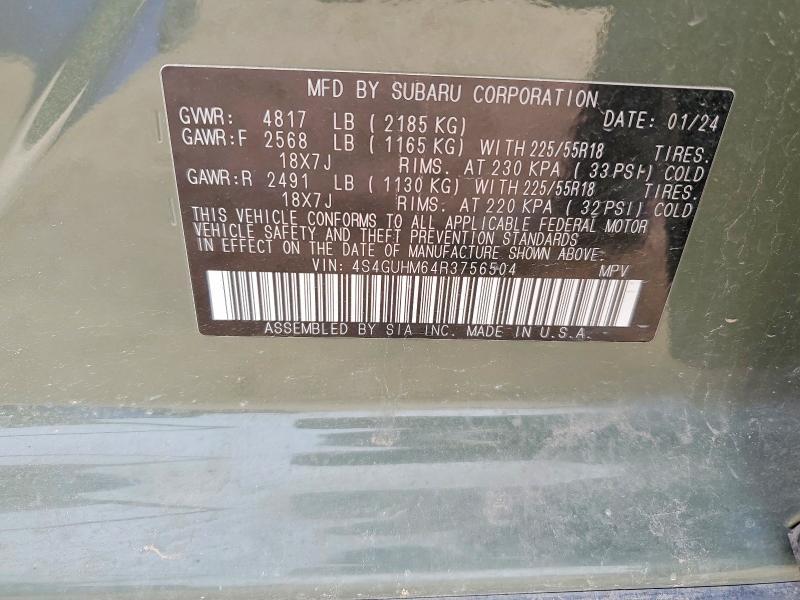 MFD BY SUBARU CORPORATION
GVWR: 4817 LB ( 2185 KG) DATE: 01/24
GAWR:F 2568 LB ( 1165 KG) WITH 225/55R18 TIRES.
18X7J RIMS. AT 230 KPA ( 33 PSI) COLD
GAWR:R 2491 LB ( 1130 KG) WITH 225/55R18 TIRES.
18X7J RIMS. AT 220 KPA ( 32 PSI) COLD
THIS VEHICLE CONFORMS TO ALL APPLICABLE FEDERAL MOTOR
VEHICLE SAFETY AND THEFT PREVENTION STANDARDS
IN EFFECT ON THE DATE OF MANUFACTURE SHOWN ABOVE.
VIN: 4S4GUHM64R3756504 MPV
ASSEMBLED BY SIA INC. MADE IN U.S.A.